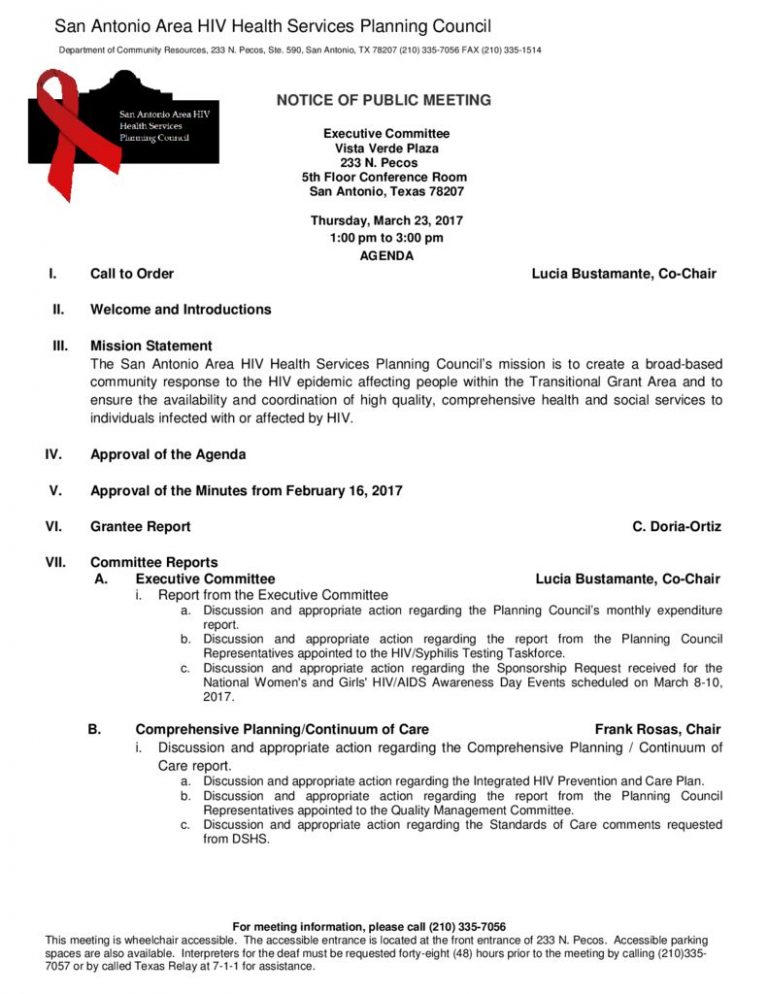 San Antonio Area HIV Health Services Planning Council
Department of Community Resources, 233 N. Pecos, Ste. 590, San Antonio, TX 78207 (210) 335-7056 FAX (210) 335-1514
San Antonio Area HIV
Health Services
Planning Council
NOTICE OF PUBLIC MEETING
Executive Committee
Vista Verde Plaza
233 N. Pecos
5th Floor Conference Room
San Antonio, Texas 78207
Thursday, March 23, 2017
1:00 pm to 3:00 pm
AGENDA
I. Call to Order Lucia Bustamante, Co-Chair
II. Welcome and Introductions
III. Mission Statement
The San Antonio Area HIV Health Services Planning Council's mission is to create a broad-based
community response to the HIV epidemic affecting people within the Transitional Grant Area and to
ensure the availability and coordination of high quality, comprehensive health and social services to
individuals infected with or affected by HIV.
IV. Approval of the Agenda
V. Approval of the Minutes from February 16, 2017
VI. Grantee Report C. Doria-Ortiz
VII. Committee Reports
A. Executive Committee Lucia Bustamante, Co-Chair
i. Report from the Executive Committee
a. Discussion and appropriate action regarding the Planning Council's monthly expenditure
report.
b. Discussion and appropriate action regarding the report from the Planning Council
Representatives appointed to the HIV/Syphilis Testing Taskforce.
c. Discussion and appropriate action regarding the Sponsorship Request received for the
National Women's and Girls' HIV/AIDS Awareness Day Events scheduled on March 8-10,
2017.
B. Comprehensive Planning/Continuum of Care Frank Rosas, Chair
i. Discussion and appropriate action regarding the Comprehensive Planning / Continuum of
Care report.
a. Discussion and appropriate action regarding the Integrated HIV Prevention and Care Plan.
b. Discussion and appropriate action regarding the report from the Planning Council
Representatives appointed to the Quality Management Committee.
c. Discussion and appropriate action regarding the Standards of Care comments requested
from DSHS.
For meeting information, please call (210) 335-7056
This meeting is wheelchair accessible. The accessible entrance is located at the front entrance of 233 N. Pecos. Accessible parking
spaces are also available. Interpreters for the deaf must be requested forty-eight (48) hours prior to the meeting by calling (210)335-
7057 or by called Texas Relay at 7-1-1 for assistance.